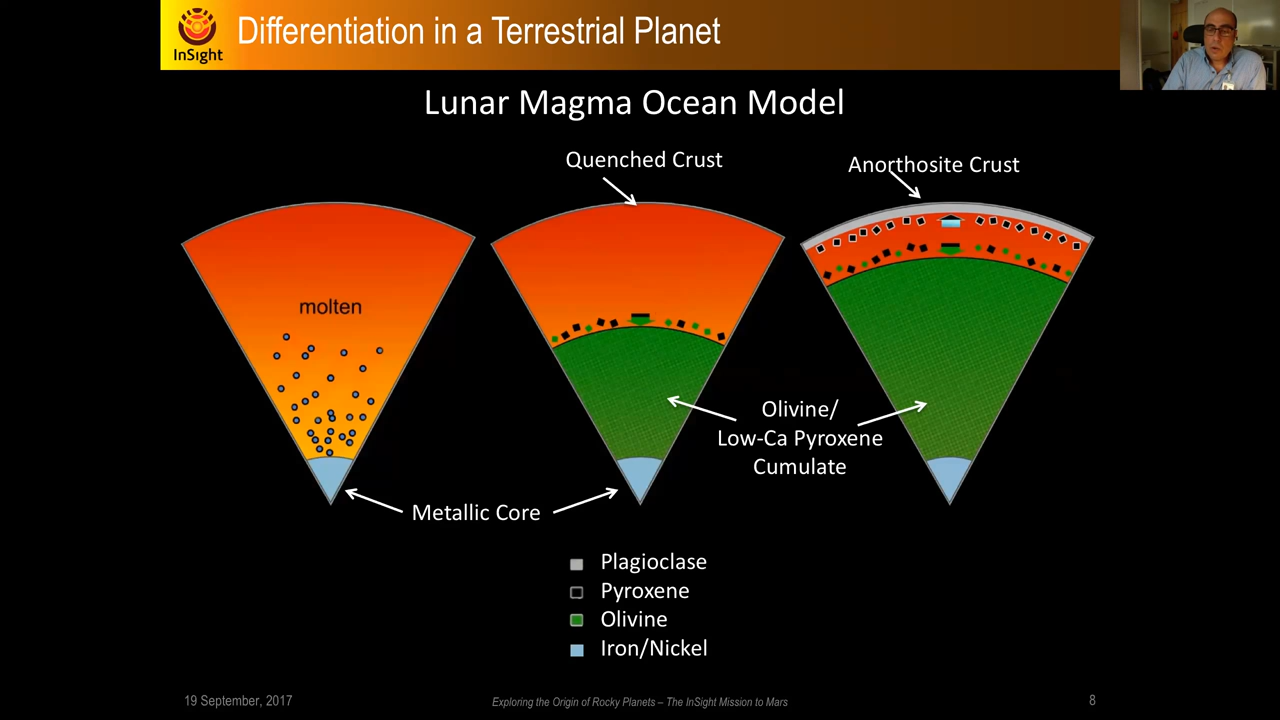 InSight
Differentiation in a Terrestrial Planet
Lunar Magma Ocean Model
Quenched Crust
Anorthosite Crust
molten
Olivine/
Low-Ca Pyroxene
Cumulate
Metallic Core
Plagioclase
Pyroxene
Olivine
Iron/Nickel
19 September, 2017
Exploring the Origin of Rocky Planets – The InSight Mission to Mars
8